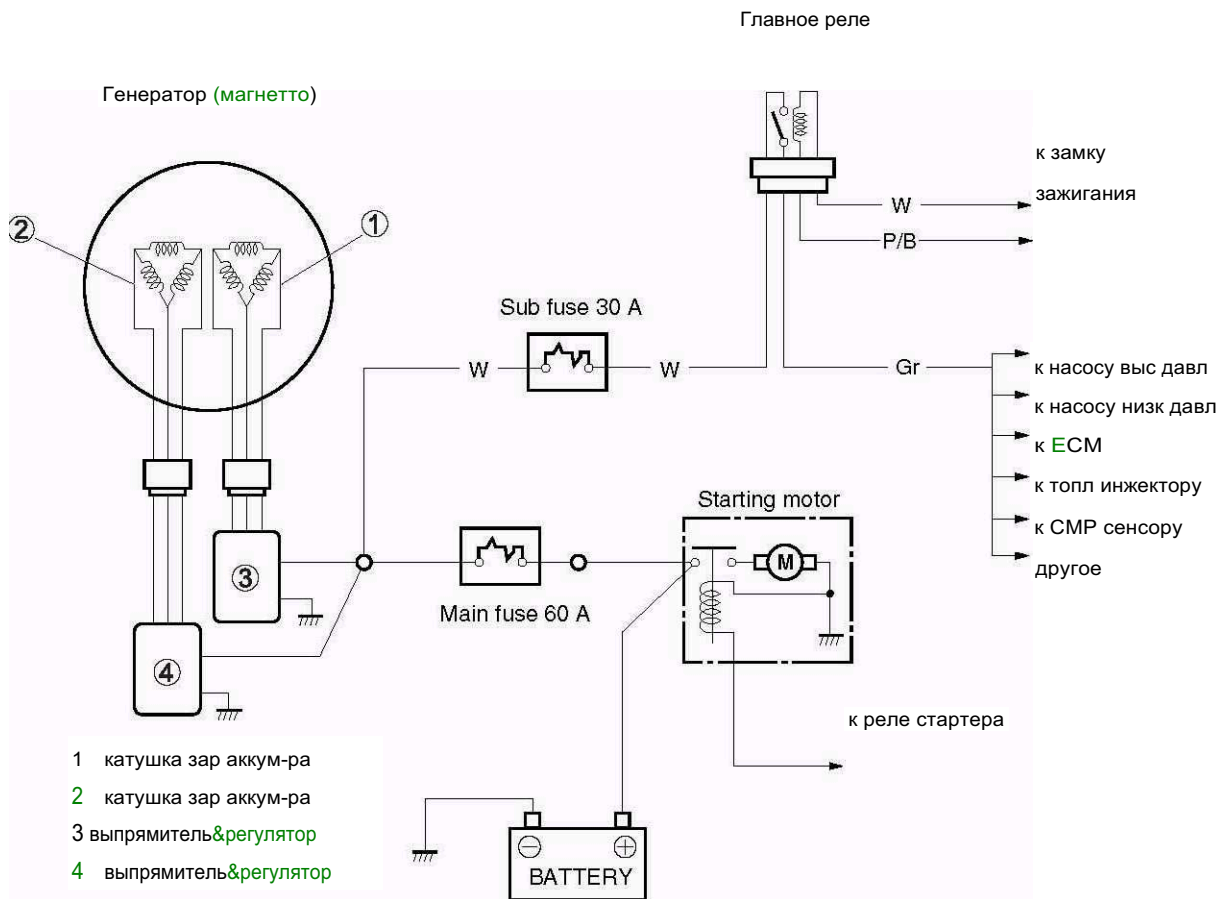 Главное реле
Генератор (магнетто)
к замку
зажигания
2
1
W
P/B
Sub fuse 30 A
W
W
Gr
к насосу выс давл
к насосу низк давл
к ECM
к топл инжектору
к CMP сенсору
другое
Starting motor
M
3
Main fuse 60 A
4
к реле стартера
1 катушка зар аккум-ра
2 катушка зар аккум-ра
3 выпрямитель&регулятор
4 выпрямитель&регулятор
BATTERY